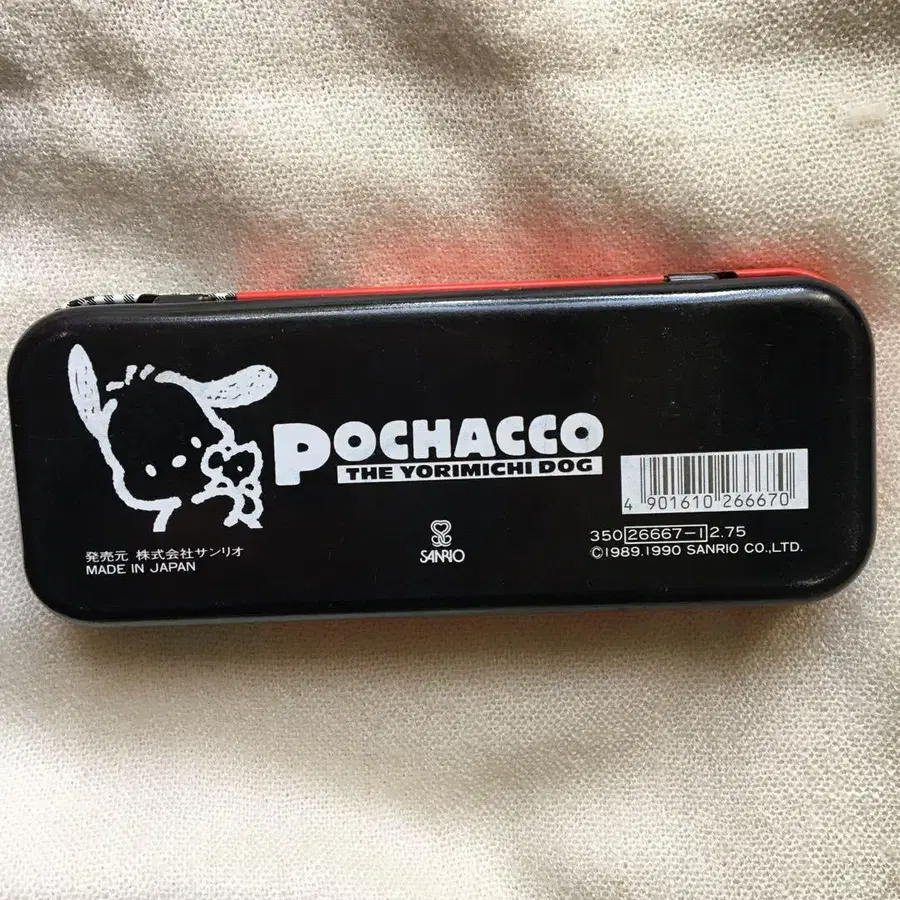 POCHACCO
THE YORIMICHI DOG
4 901610 266670
350 26667-1 2.75
©1989.1990 SANRIO CO.,LTD.
SANRIO
発売元 株式会社サンリオ
MADE IN JAPAN